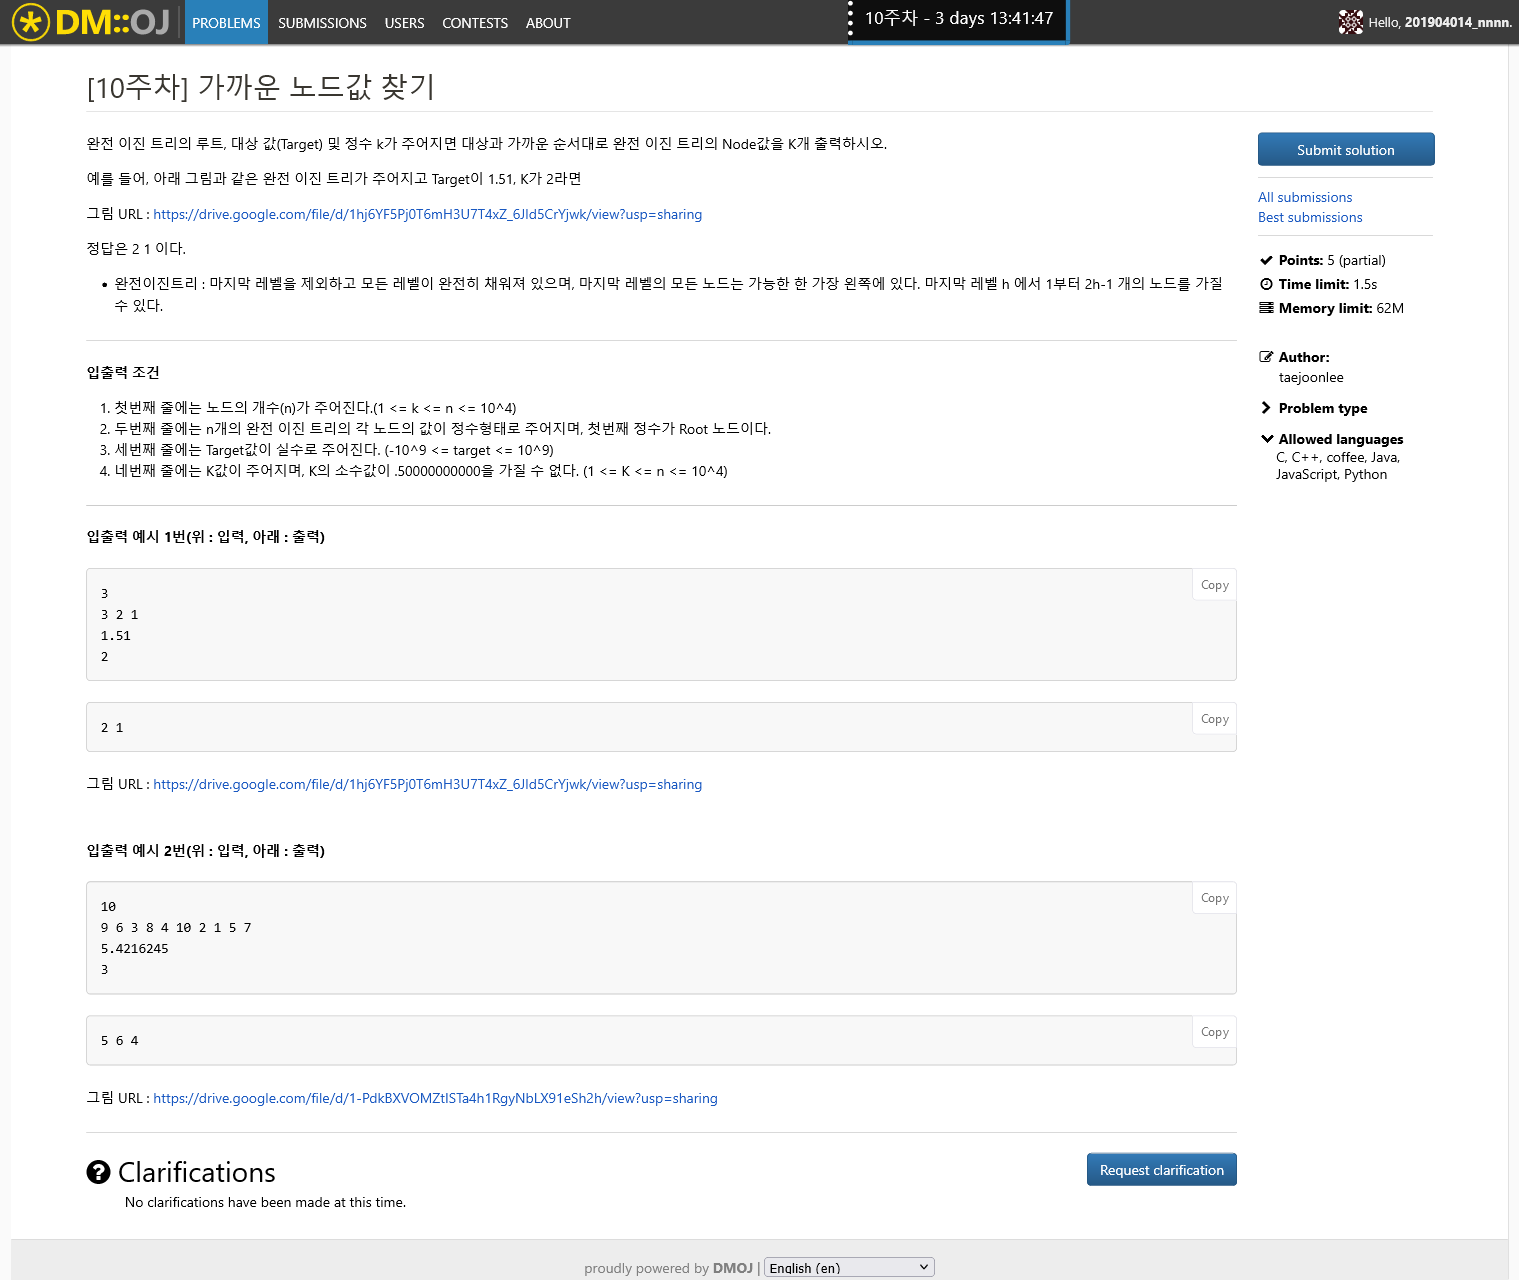 DM::OJ
PROBLEMS SUBMISSIONS USERS CONTESTS ABOUT
10주차 - 3 days 13:41:47
Hello, 201904014_nnnn.
[10주차] 가까운 노드값 찾기
완전 이진 트리의 루트, 대상 값(Target) 및 정수 k가 주어지면 대상과 가까운 순서대로 완전 이진 트리의 Node값을 K개 출력하시오.
예를 들어, 아래 그림과 같은 완전 이진 트리가 주어지고 Target이 1.51, K가 2라면
그림 URL : https://drive.google.com/file/d/1hj6YF5Pj0T6mH3U7T4xZ_6Jld5CrYjwk/view?usp=sharing
정답은 2 1 이다.
• 완전이진트리 : 마지막 레벨을 제외하고 모든 레벨이 완전히 채워져 있으며, 마지막 레벨의 모든 노드는 가능한 한 가장 왼쪽에 있다. 마지막 레벨 h 에서 1부터 2h-1 개의 노드를 가질
수 있다.
입출력 조건
1. 첫번째 줄에는 노드의 개수(n)가 주어진다.(1 <= k <= n <= 10^4)
2. 두번째 줄에는 n개의 완전 이진 트리의 각 노드의 값이 정수형태로 주어지며, 첫번째 정수가 Root 노드이다.
3. 세번째 줄에는 Target값이 실수로 주어진다. (-10^9 <= target <= 10^9)
4. 네번째 줄에는 K값이 주어지며, K의 소수값이 .50000000000을 가질 수 없다. (1 <= K <= n <= 10^4)
입출력 예시 1번(위 : 입력, 아래 : 출력)
Copy
3
3 2 1
1.51
2
Copy
2 1
그림 URL : https://drive.google.com/file/d/1hj6YF5Pj0T6mH3U7T4xZ_6Jld5CrYjwk/view?usp=sharing
입출력 예시 2번(위 : 입력, 아래 : 출력)
Copy
10
9 6 3 8 4 10 2 1 5 7
5.4216245
3
Copy
5 6 4
그림 URL : https://drive.google.com/file/d/1-PdkBXVOMZtISTa4h1RgyNbLX91eSh2h/view?usp=sharing
Clarifications
Request clarification
No clarifications have been made at this time.
Submit solution
All submissions
Best submissions
Points: 5 (partial)
Time limit: 1.5s
Memory limit: 62M
Author:
taejoonlee
Problem type
Allowed languages
C, C++, coffee, Java,
JavaScript, Python
proudly powered by DMOJ | English (en)